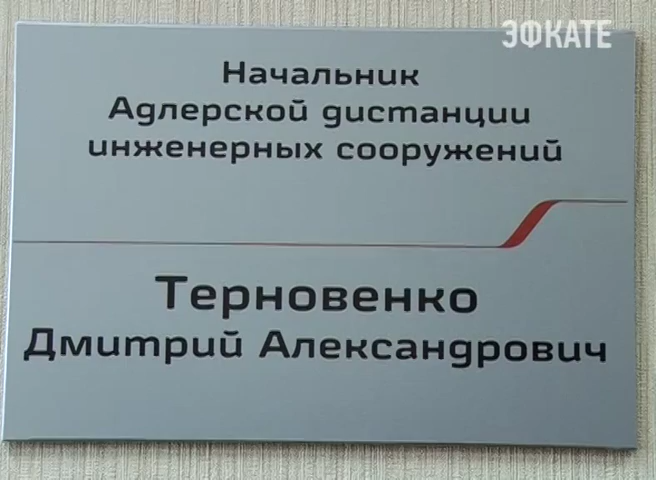 ЭФКАТЕ
Начальник
Адлерской дистанции
инженерных сооружений
Терновенко
Дмитрий Александрович